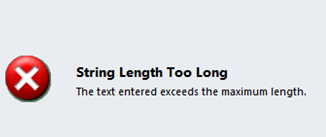 String Length Too Long
The text entered exceeds the maximum length.